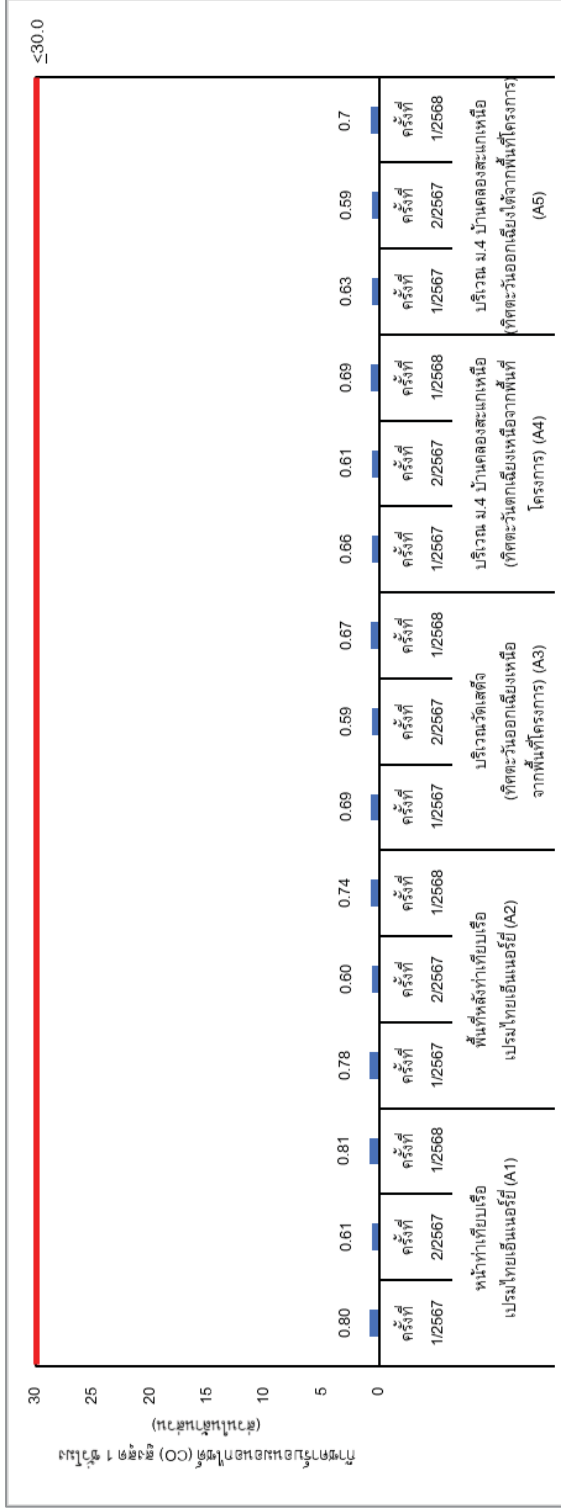 ก๊าซคาร์บอนมอนอกไซด์ (CO) สูงสุด 1 ชั่วโมง
(ส่วนในล้านส่วน)
30
25
20
15
10
5
0
≤30.0
0.80
0.61
0.81
0.78
0.60
0.74
0.69
0.59
0.67
0.66
0.61
0.69
0.63
0.59
0.7
ครั้งที่
1/2567
ครั้งที่
2/2567
ครั้งที่
1/2568
ครั้งที่
1/2567
ครั้งที่
2/2567
ครั้งที่
1/2568
ครั้งที่
1/2567
ครั้งที่
2/2567
ครั้งที่
1/2568
ครั้งที่
1/2567
ครั้งที่
2/2567
ครั้งที่
1/2568
ครั้งที่
1/2567
ครั้งที่
2/2567
ครั้งที่
1/2568
หน้าท่าเทียบเรือ
เปรมไทยเอ็นเนอร์ยี่ (A1)
พื้นที่หลังท่าเทียบเรือ
เปรมไทยเอ็นเนอร์ยี่ (A2)
บริเวณวัดเสด็จ
(ทิศตะวันออกเฉียงเหนือ
จากพื้นที่โครงการ) (A3)
บริเวณ ม.4 บ้านคลองสะแกเหนือ
(ทิศตะวันตกเฉียงเหนือจากพื้นที่
โครงการ) (A4)
บริเวณ ม.4 บ้านคลองสะแกเหนือ
(ทิศตะวันออกเฉียงใต้จากพื้นที่โครงการ)
(A5)